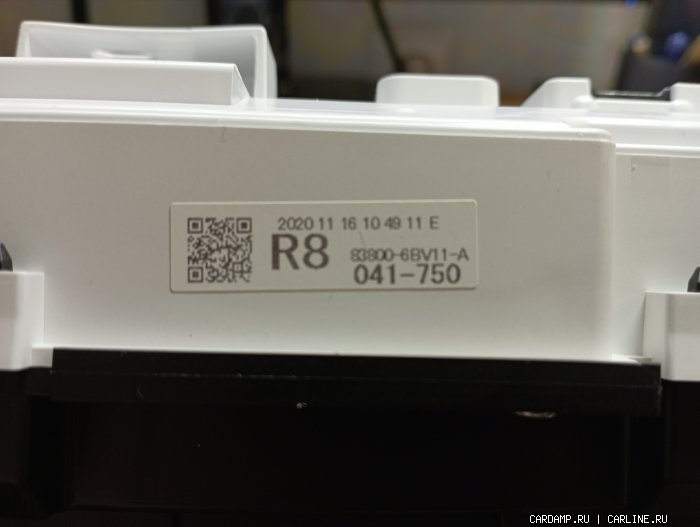 2020 11 16 10 49 11 E
R8
83800-6BV11-A
041-750
CARDAMP.RU | CARLINE.RU